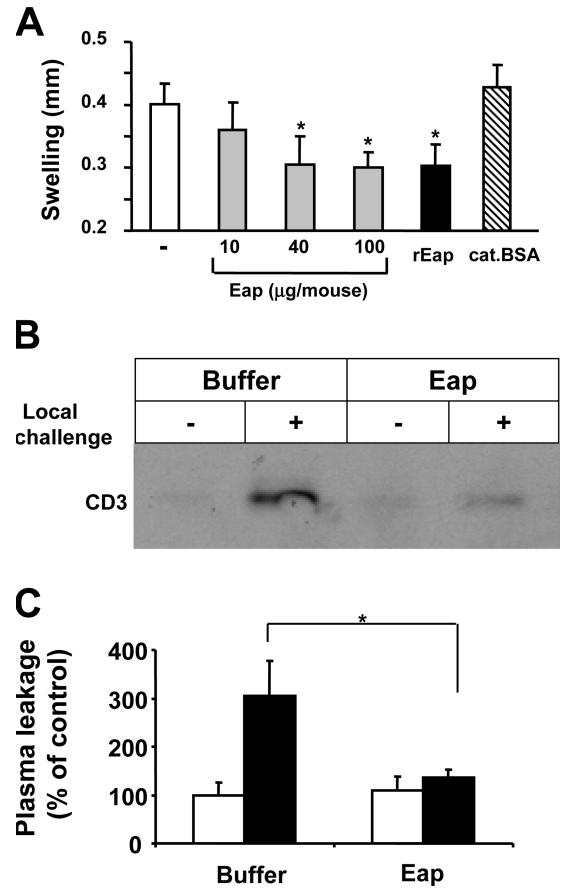 A
0.5
0.4
0.3
0.2
Swelling (mm)
*
*
*
-
10
40
100
rEap
cat.BSA
Eap (μg/mouse)
B
Buffer
Eap
Local
challenge
-
+
-
+
CD3
C
*
400
300
200
100
0
Plasma leakage
(% of control)
Buffer
Eap